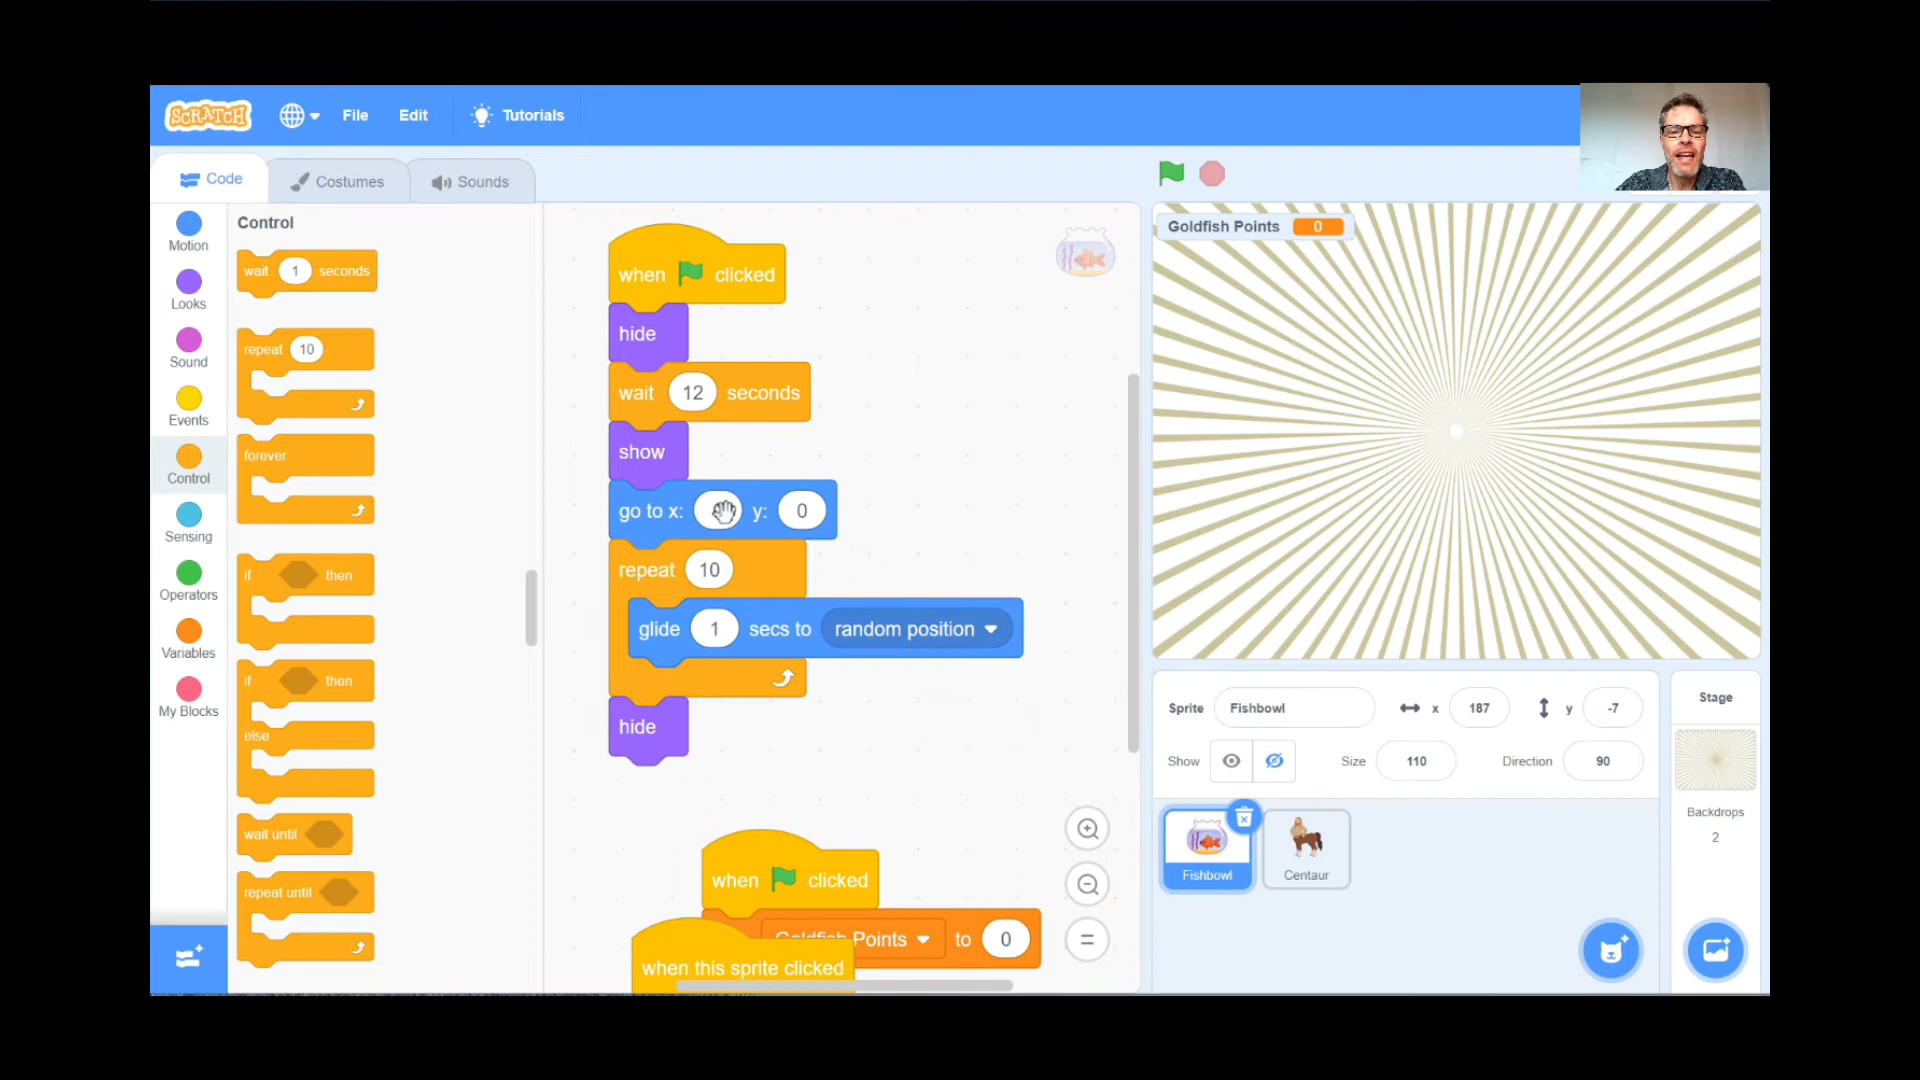 SCRATCH
File
Edit
Tutorials
Code
Costumes
Sounds
Motion
Looks
Sound
Events
Control
Sensing
Operators
Variables
My Blocks
Control
wait 1 seconds
repeat 10
forever
if then
if then
else
wait until
repeat until
when clicked
hide
wait 12 seconds
show
go to x: y: 0
repeat 10
glide 1 secs to random position
hide
when clicked
Goldfish Points to 0
when this sprite clicked
Goldfish Points 0
Sprite Fishbowl x 187 y -7
Show Size 110 Direction 90
Fishbowl
Centaur
Stage
Backdrops
2